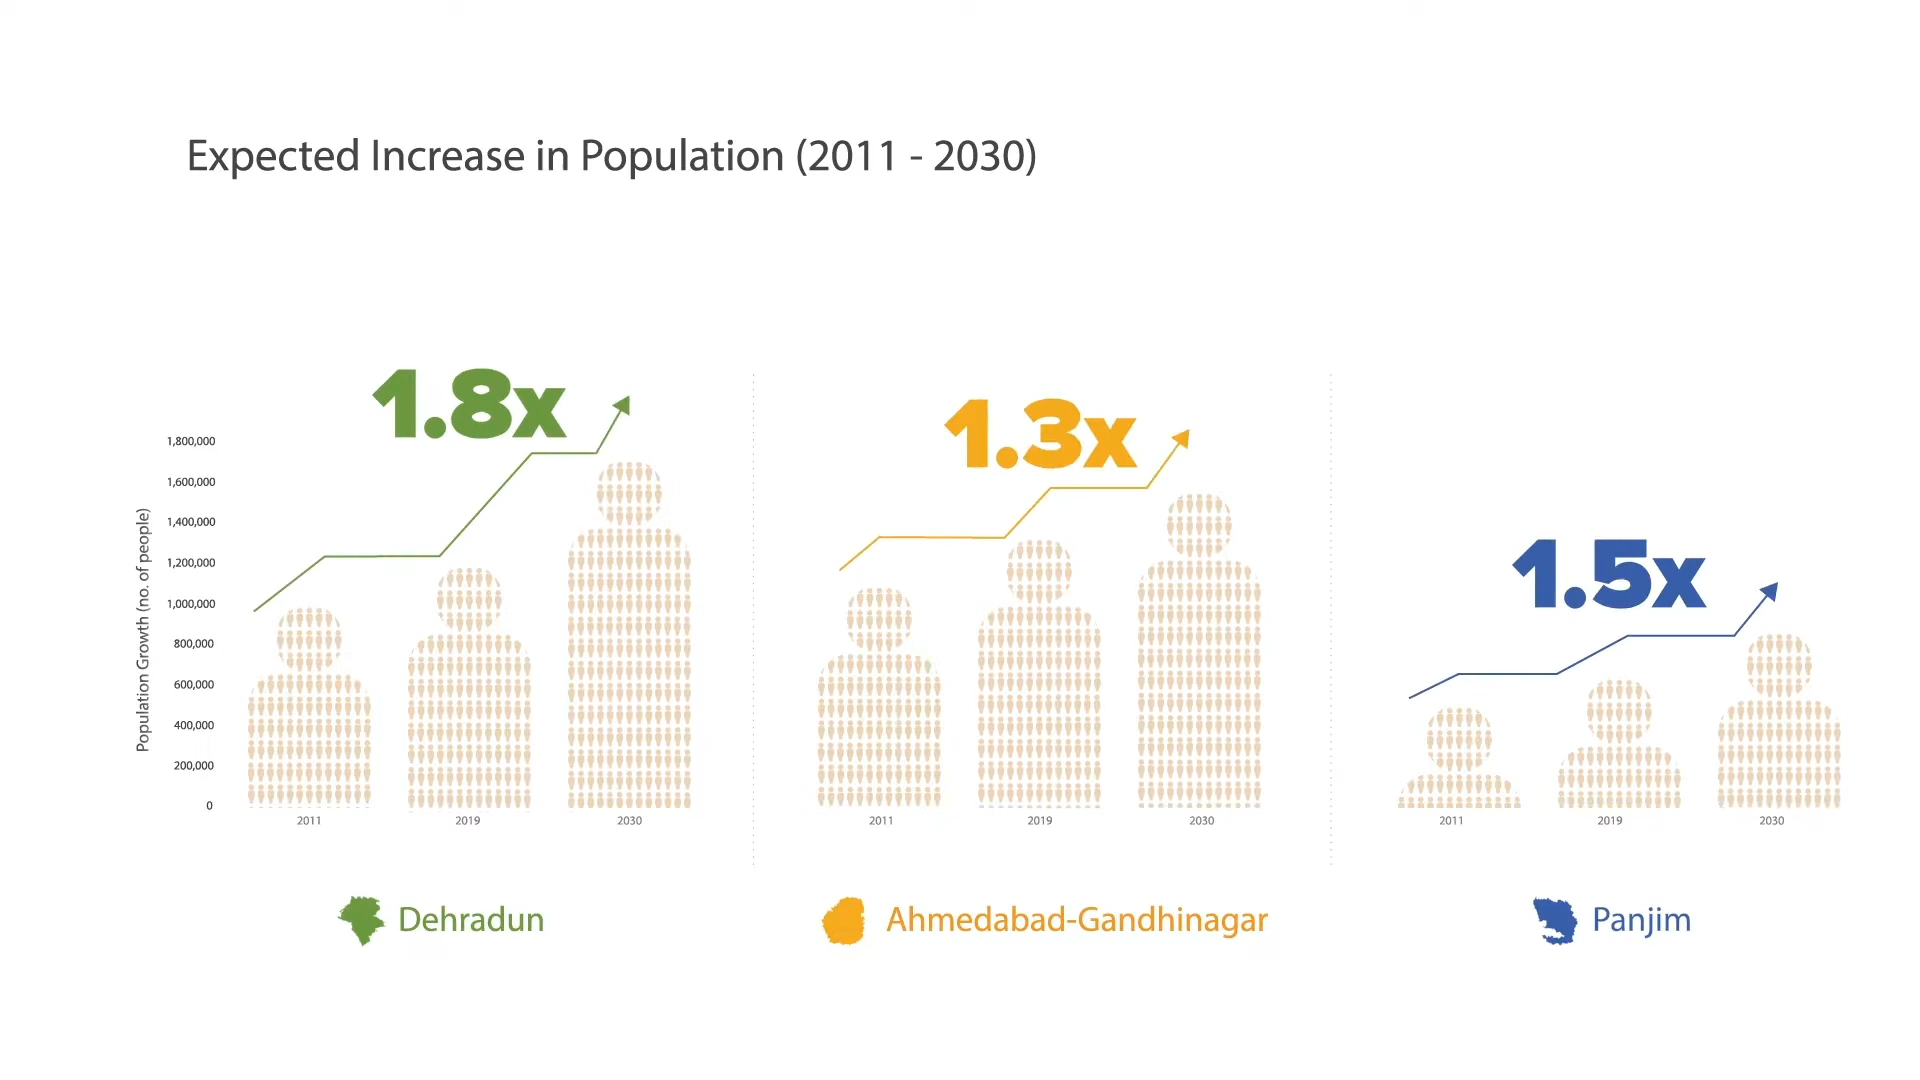 Expected Increase in Population (2011 - 2030)
1.8x
1.3x
1.5x
Population Growth (no. of people)
1,800,000
1,600,000
1,400,000
1,200,000
1,000,000
800,000
600,000
400,000
200,000
0
2011 2019 2030
2011 2019 2030
2011 2019 2030
Dehradun
Ahmedabad-Gandhinagar
Panjim